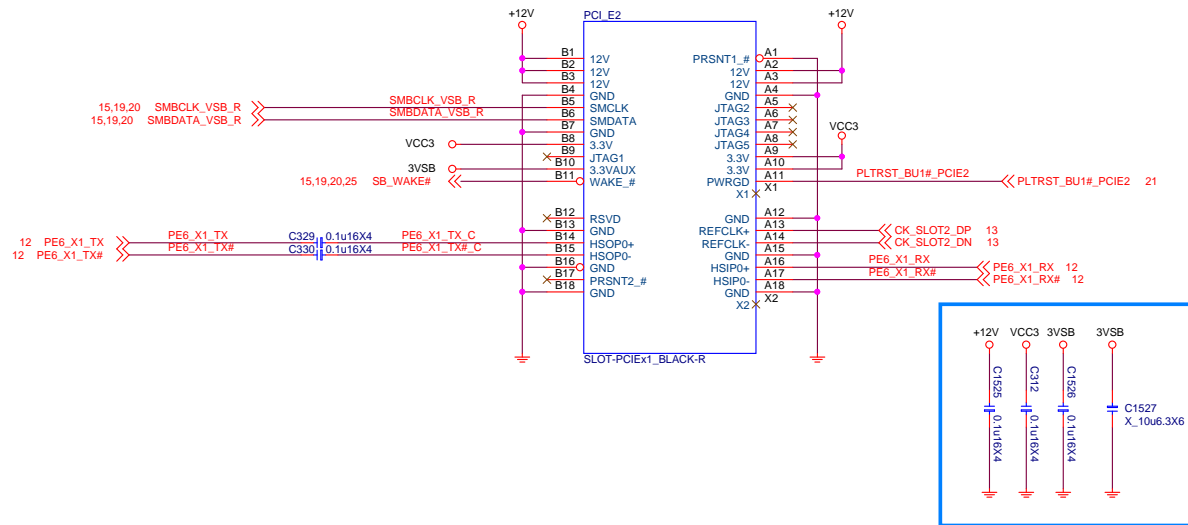 PCI_E2
+12V
+12V
B1 12V PRSNT1_# A1
B2 12V 12V A2
B3 12V 12V A3
B4 GND GND A4
15,19,20 SMBCLK_VSB_R SMBCLK_VSB_R B5 SMCLK JTAG2 A5
15,19,20 SMBDATA_VSB_R SMBDATA_VSB_R B6 SMDATA JTAG3 A6
B7 GND JTAG4 A7
VCC3 B8 3.3V JTAG5 A8 VCC3
B9 JTAG1 3.3V A9
3VSB B10 3.3VAUX 3.3V A10
15,19,20,25 SB_WAKE# B11 WAKE_# PWRGD A11 PLTRST_BU1#_PCIE2 PLTRST_BU1#_PCIE2 21
X1 X1
B12 RSVD GND A12
B13 GND REFCLK+ A13 CK_SLOT2_DP 13
12 PE6_X1_TX PE6_X1_TX C329 0.1u16X4 PE6_X1_TX_C B14 HSOP0+ REFCLK- A14 CK_SLOT2_DN 13
12 PE6_X1_TX# PE6_X1_TX# C330 0.1u16X4 PE6_X1_TX#_C B15 HSOP0- GND A15
B16 GND HSIP0+ A16 PE6_X1_RX PE6_X1_RX 12
B17 PRSNT2_# HSIP0- A17 PE6_X1_RX# PE6_X1_RX# 12
B18 GND GND A18
X2 X2
SLOT-PCIEx1_BLACK-R
+12V VCC3 3VSB 3VSB
C1525 0.1u16X4
C312 0.1u16X4
C1526 0.1u16X4
C1527
X_10u6.3X6